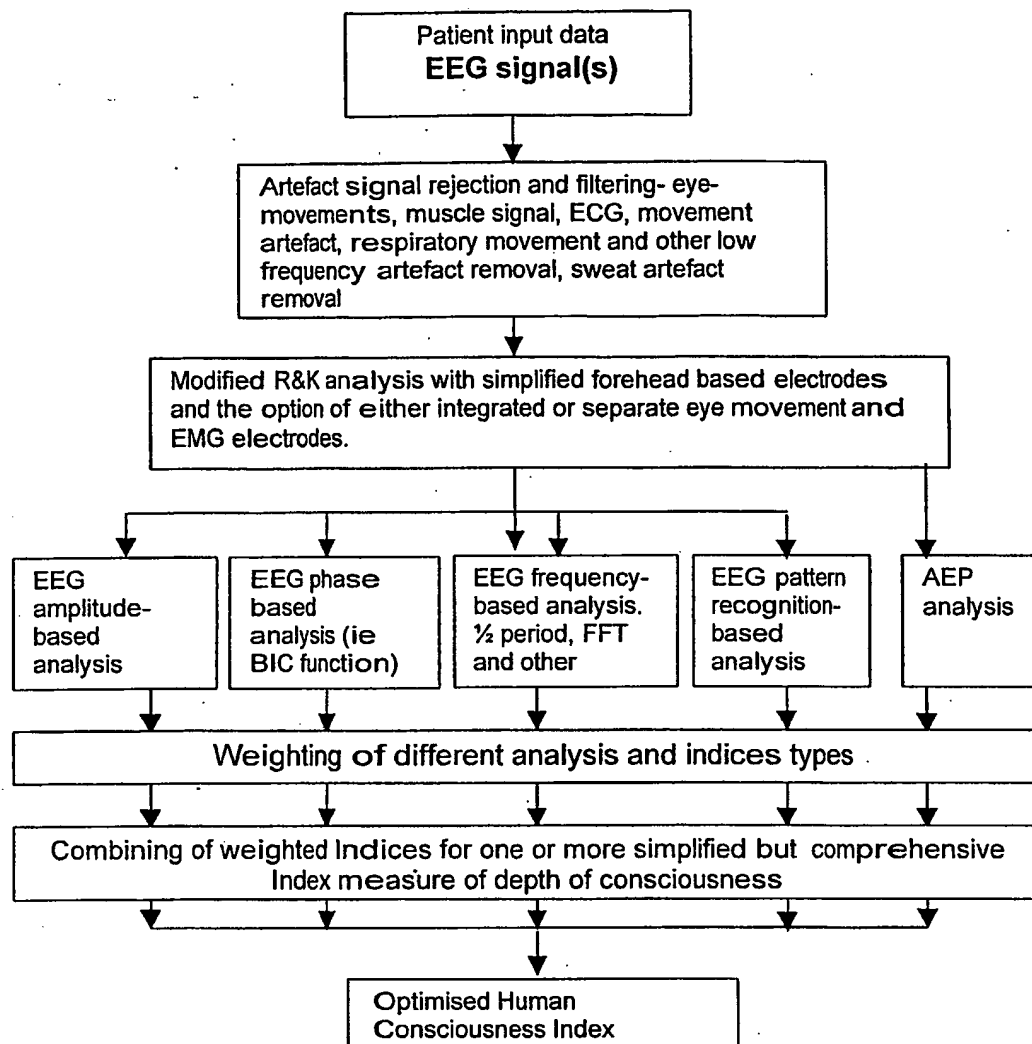 Patient input data
EEG signal(s)
Artefact signal rejection and filtering- eye-
movements, muscle signal, ECG, movement
artefact, respiratory movement and other low
frequency artefact removal, sweat artefact
removal
Modified R&K analysis with simplified forehead based electrodes
and the option of either integrated or separate eye movement and
EMG electrodes.
EEG
amplitude-
based
analysis
EEG phase
based
analysis (ie
BIC function)
EEG frequency-
based analysis.
½ period, FFT
and other
EEG pattern
recognition-
based
analysis
AEP
analysis
Weighting of different analysis and indices types
Combining of weighted Indices for one or more simplified but comprehensive
Index measure of depth of consciousness
Optimised Human
Consciousness Index